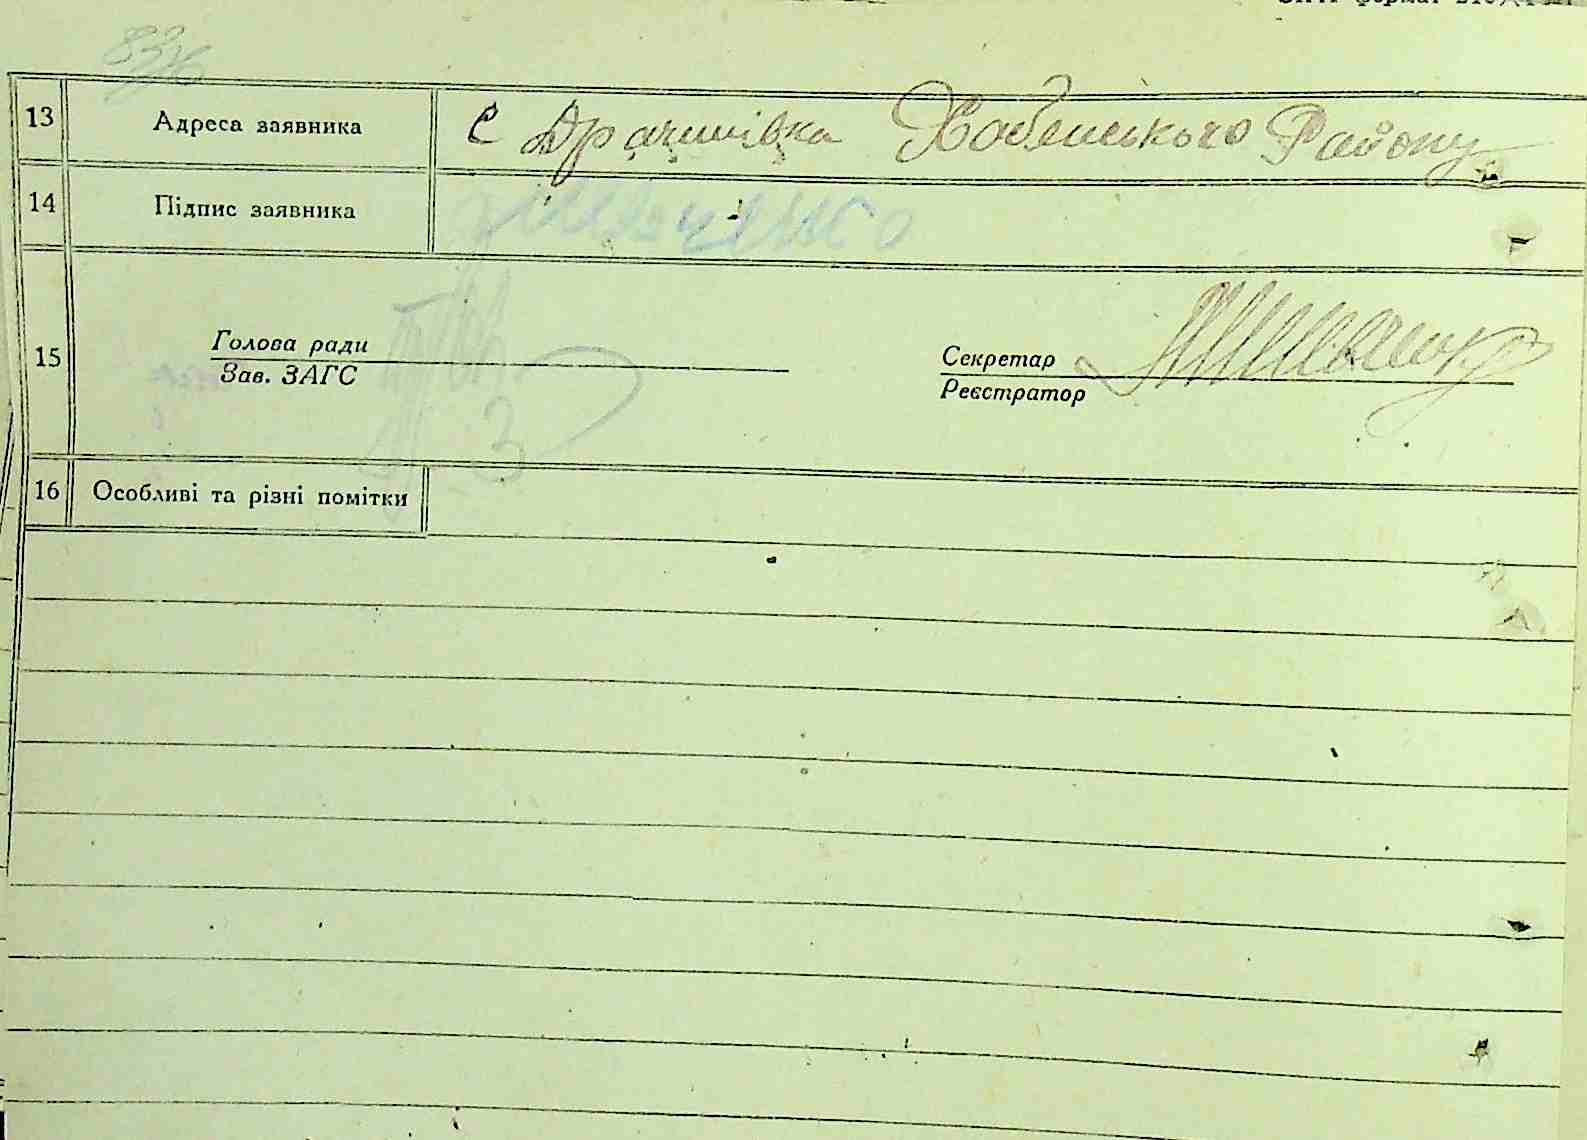 836
13 Адреса заявника с Драчинівка Хабенського Району
14 Підпис заявника
Голова ради Секретар
15
Зав. ЗАГС Реєстратор
З
16 Особливі та різні помітки